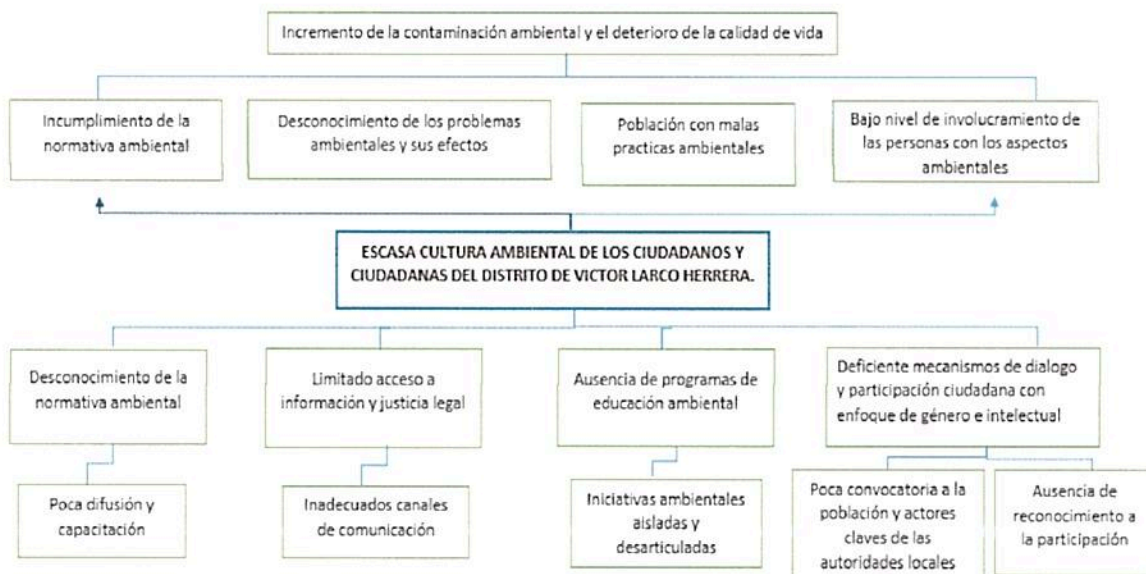 Incremento de la contaminación ambiental y el deterioro de la calidad de vida
Incumplimiento de la
normativa ambiental
Desconocimiento de los problemas
ambientales y sus efectos
Población con malas
practicas ambientales
Bajo nivel de involucramiento de
las personas con los aspectos
ambientales
ESCASA CULTURA AMBIENTAL DE LOS CIUDADANOS Y
CIUDADANAS DEL DISTRITO DE VICTOR LARCO HERRERA.
Desconocimiento de la
normativa ambiental
Limitado acceso a
información y justicia legal
Ausencia de programas de
educación ambiental
Deficiente mecanismos de dialogo
y participación ciudadana con
enfoque de género e intelectual
Poca difusión y
capacitación
Inadecuados canales
de comunicación
Iniciativas ambientales
aisladas y
desarticuladas
Poca convocatoria a la
población y actores
claves de las
autoridades locales
Ausencia de
reconocimiento a
la participación